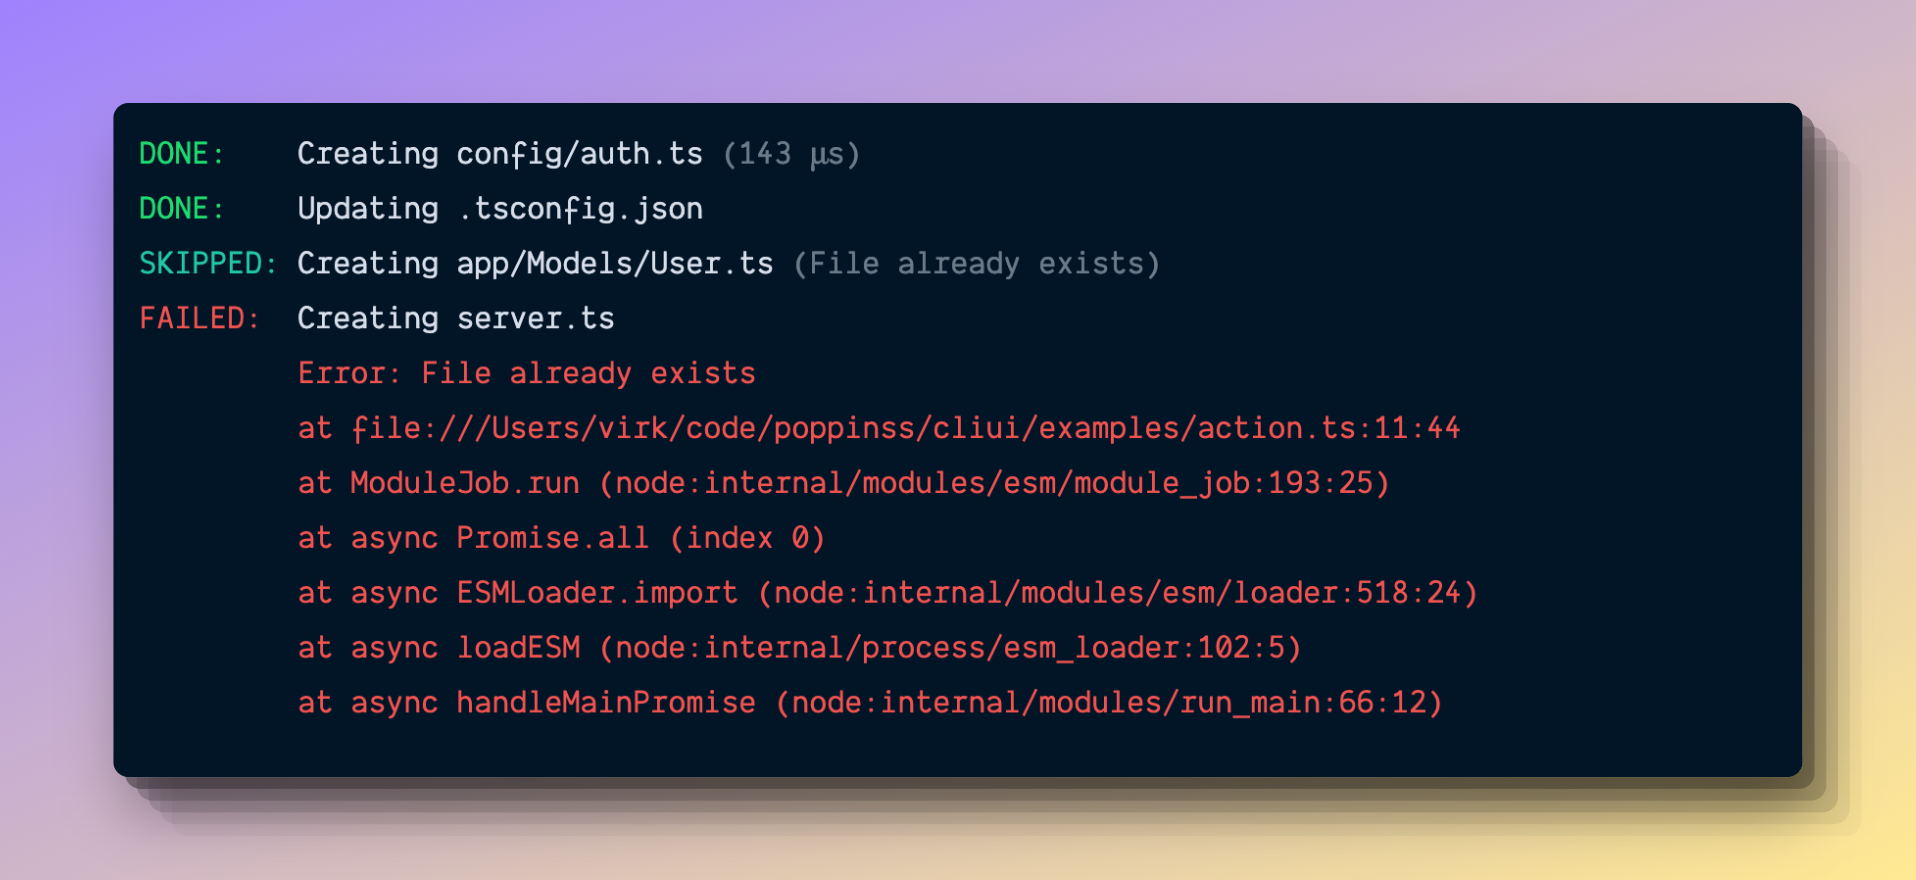 DONE:    Creating config/auth.ts (143 μs)
DONE:    Updating .tsconfig.json
SKIPPED: Creating app/Models/User.ts (File already exists)
FAILED:  Creating server.ts
         Error: File already exists
         at file:///Users/virk/code/poppinss/cliui/examples/action.ts:11:44
         at ModuleJob.run (node:internal/modules/esm/module_job:193:25)
         at async Promise.all (index 0)
         at async ESMLoader.import (node:internal/modules/esm/loader:518:24)
         at async loadESM (node:internal/process/esm_loader:102:5)
         at async handleMainPromise (node:internal/modules/run_main:66:12)